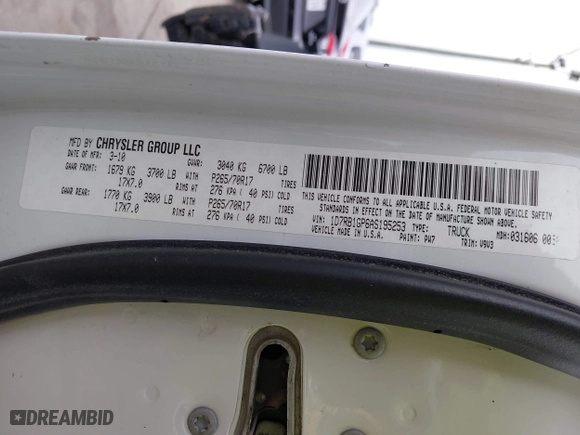 MFD BY CHRYSLER GROUP LLC
DATE OF MFR: 3-10 GVWR: 3040 KG 6700 LB
GAWR FRONT: 1679 KG 3700 LB WITH P265/70R17 TIRES
17X7.0 RIMS AT 276 KPA ( 40 PSI) COLD
GAWR REAR: 1770 KG 3900 LB WITH P265/70R17 TIRES
17X7.0 RIMS AT 276 KPA ( 40 PSI) COLD
THIS VEHICLE CONFORMS TO ALL APPLICABLE U.S.A. FEDERAL MOTOR VEHICLE SAFETY
STANDARDS IN EFFECT ON THE DATE OF MANUFACTURE SHOWN ABOVE.
VIN: 1D7RB1GP8AS195253 TYPE: TRUCK MDH: 031606
MADE IN U.S.A. PAINT: PW7 TRIM: V9V3
DREAMBID